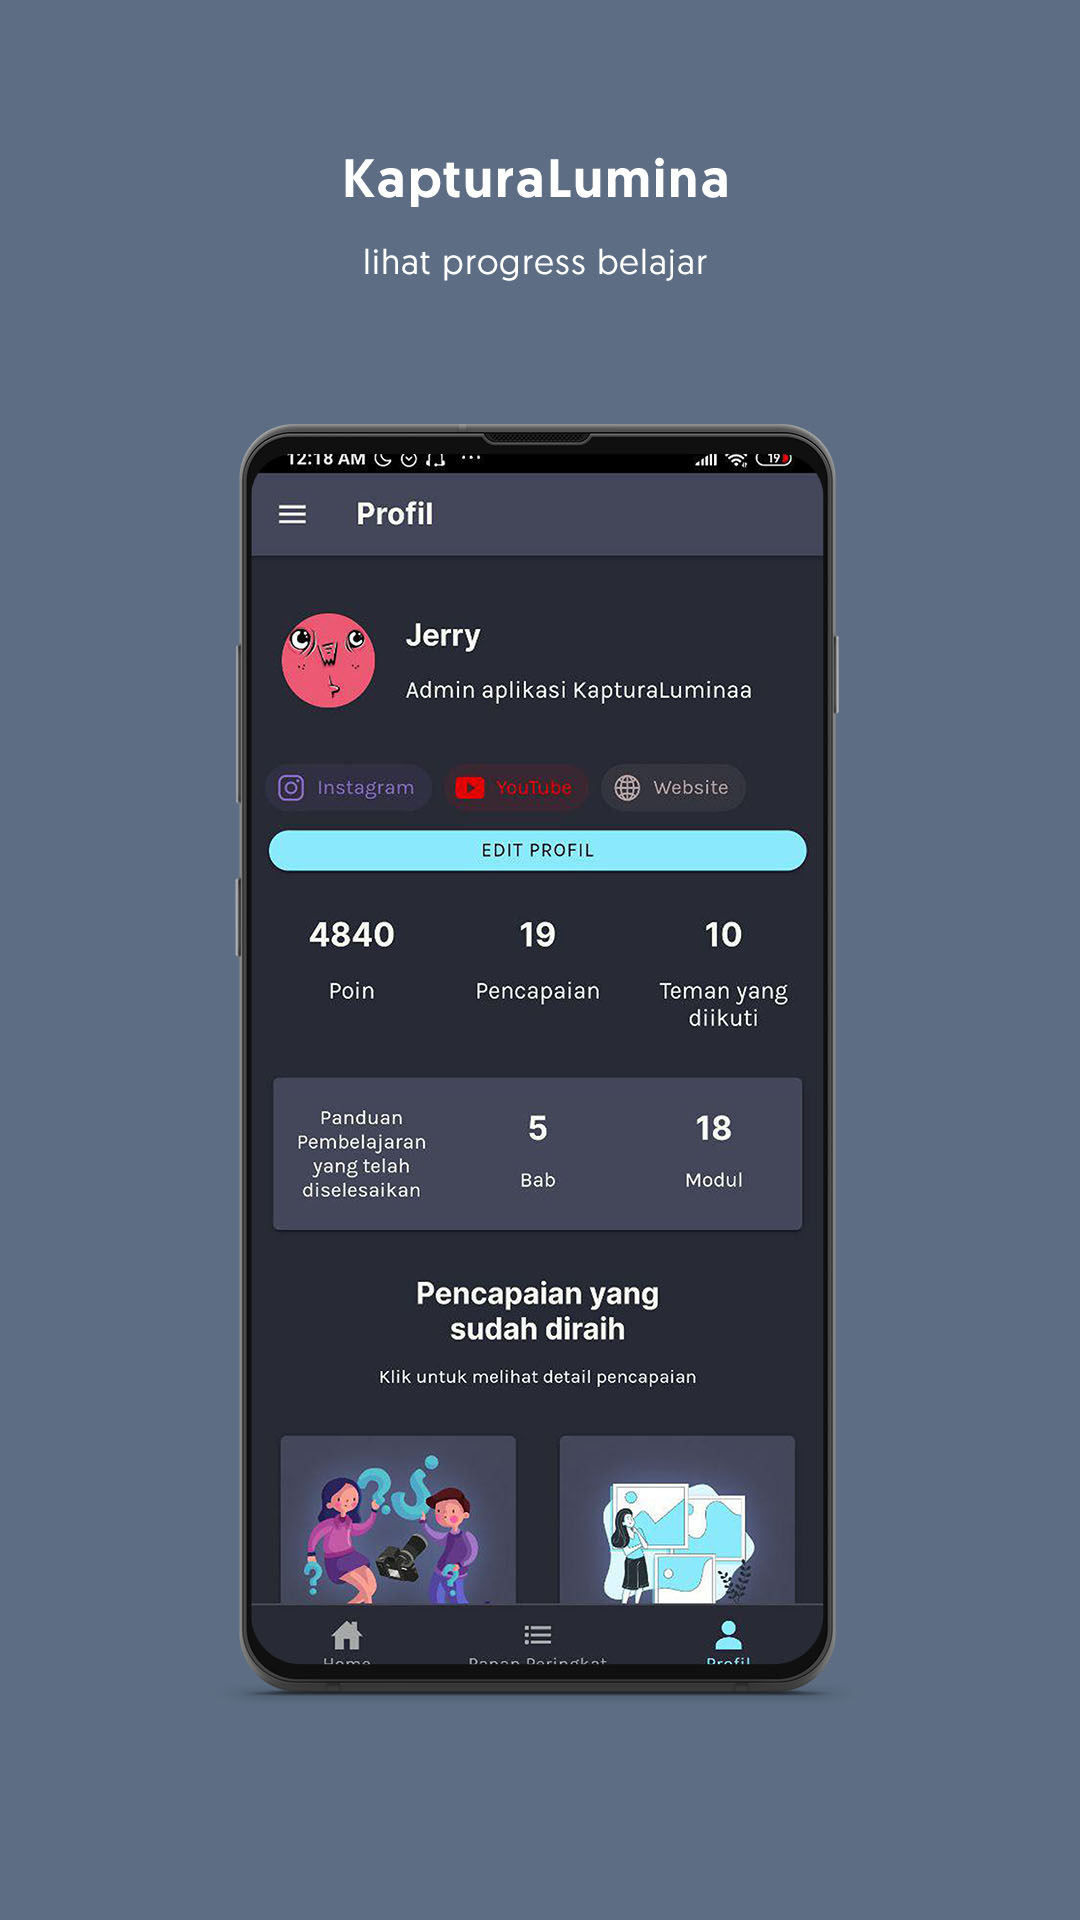 KapturaLumina
lihat progress belajar
12:18 AM
19
Profil
Jerry
Admin aplikasi KapturaLuminaa
Instagram
YouTube
Website
EDIT PROFIL
4840
19
10
Poin
Pencapaian
Teman yang
diikuti
Panduan
Pembelajaran
yang telah
diselesaikan
5
18
Bab
Modul
Pencapaian yang
sudah diraih
Klik untuk melihat detail pencapaian
Home
Papan Peringkat
Profil